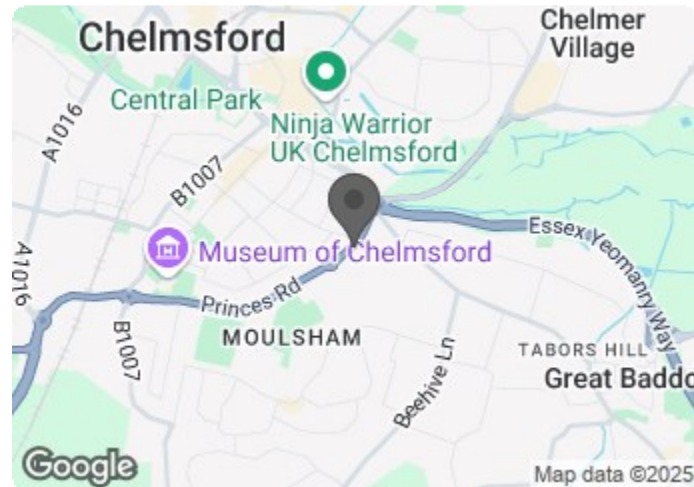 Chelmsford
Chelmer
Village
Central Park
A1016
Ninja Warrior
UK Chelmsford
B1007
Museum of Chelmsford
Essex Yeomanry Way
A1016
Princes Rd
MOULSHAM
B1007
TABORS HILL
Great Baddo
Beehive Ln
Google
Map data ©2025